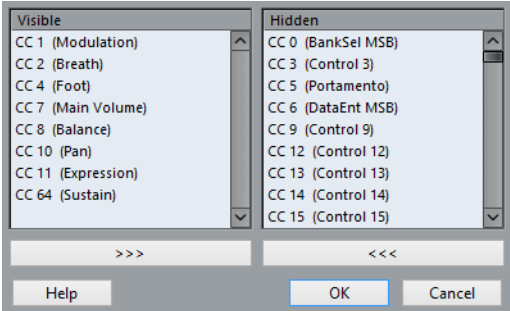 Visible
CC 1 (Modulation)
CC 2 (Breath)
CC 4 (Foot)
CC 7 (Main Volume)
CC 8 (Balance)
CC 10 (Pan)
CC 11 (Expression)
CC 64 (Sustain)
>>>
Hidden
CC 0 (BankSel MSB)
CC 3 (Control 3)
CC 5 (Portamento)
CC 6 (DataEnt MSB)
CC 9 (Control 9)
CC 12 (Control 12)
CC 13 (Control 13)
CC 14 (Control 14)
CC 15 (Control 15)
<<<
Help
OK
Cancel